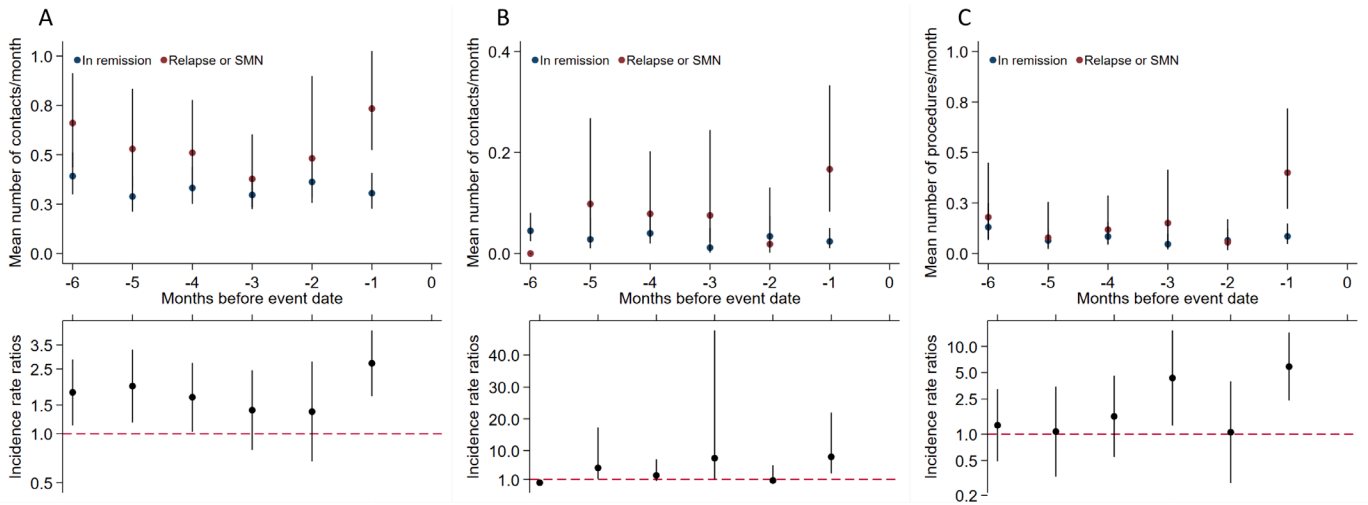 A
Mean number of contacts/month
1.0
0.8
0.5
0.3
0.0
In remission Relapse or SMN
-6 -5 -4 -3 -2 -1 0
Months before event date
Incidence rate ratios
3.5
2.5
1.5
1.0
0.5
B
Mean number of contacts/month
0.4
0.2
0.0
In remission Relapse or SMN
-6 -5 -4 -3 -2 -1 0
Months before event date
Incidence rate ratios
40.0
30.0
20.0
10.0
1.0
C
Mean number of procedures/month
1.0
0.8
0.5
0.3
0.0
In remission Relapse or SMN
-6 -5 -4 -3 -2 -1 0
Months before event date
Incidence rate ratios
10.0
5.0
2.5
1.0
0.5
0.2